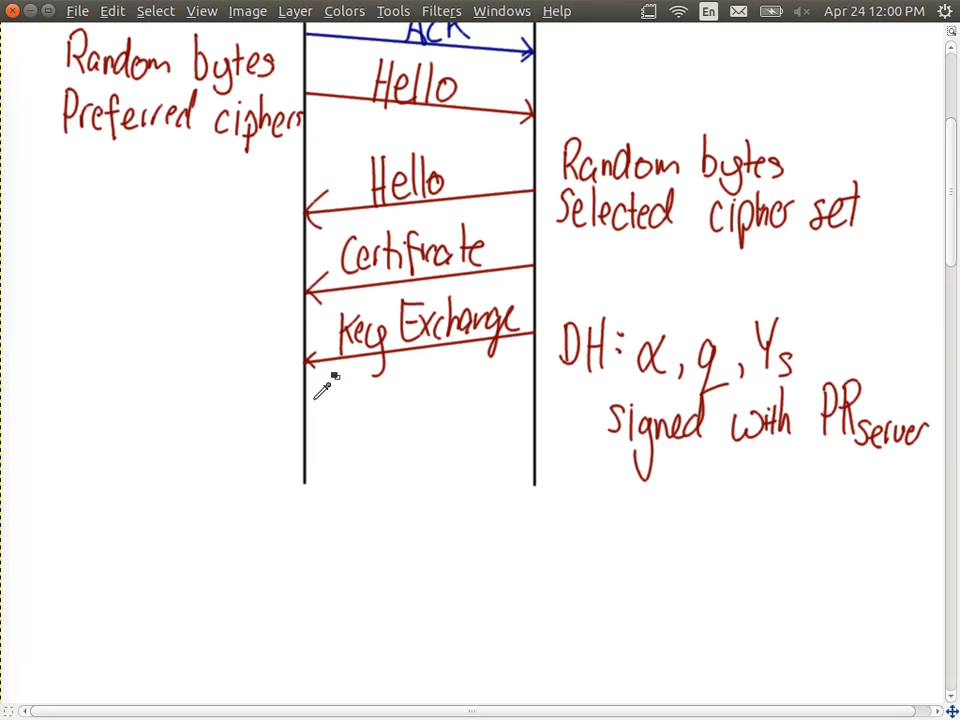 File Edit Select View Image Layer Colors Tools Filters Windows Help En Apr 24 12:00 PM
ACK
Random bytes
Preferred ciphers
Hello
Hello
Random bytes
Selected cipher set
Certificate
Key Exchange
DH: α, q, Ys
signed with PRserver